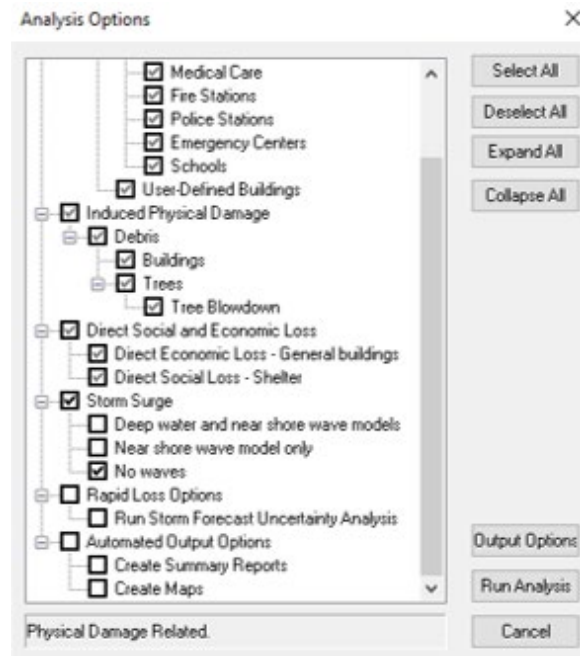 Analysis Options
Medical Care
Fire Stations
Police Stations
Emergency Centers
Schools
User-Defined Buildings
Induced Physical Damage
Debris
Buildings
Trees
Tree Blowdown
Direct Social and Economic Loss
Direct Economic Loss - General buildings
Direct Social Loss - Shelter
Storm Surge
Deep water and near shore wave models
Near shore wave model only
No waves
Rapid Loss Options
Run Storm Forecast Uncertainty Analysis
Automated Output Options
Create Summary Reports
Create Maps
Physical Damage Related.
Select All
Deselect All
Expand All
Collapse All
Output Options
Run Analysis
Cancel